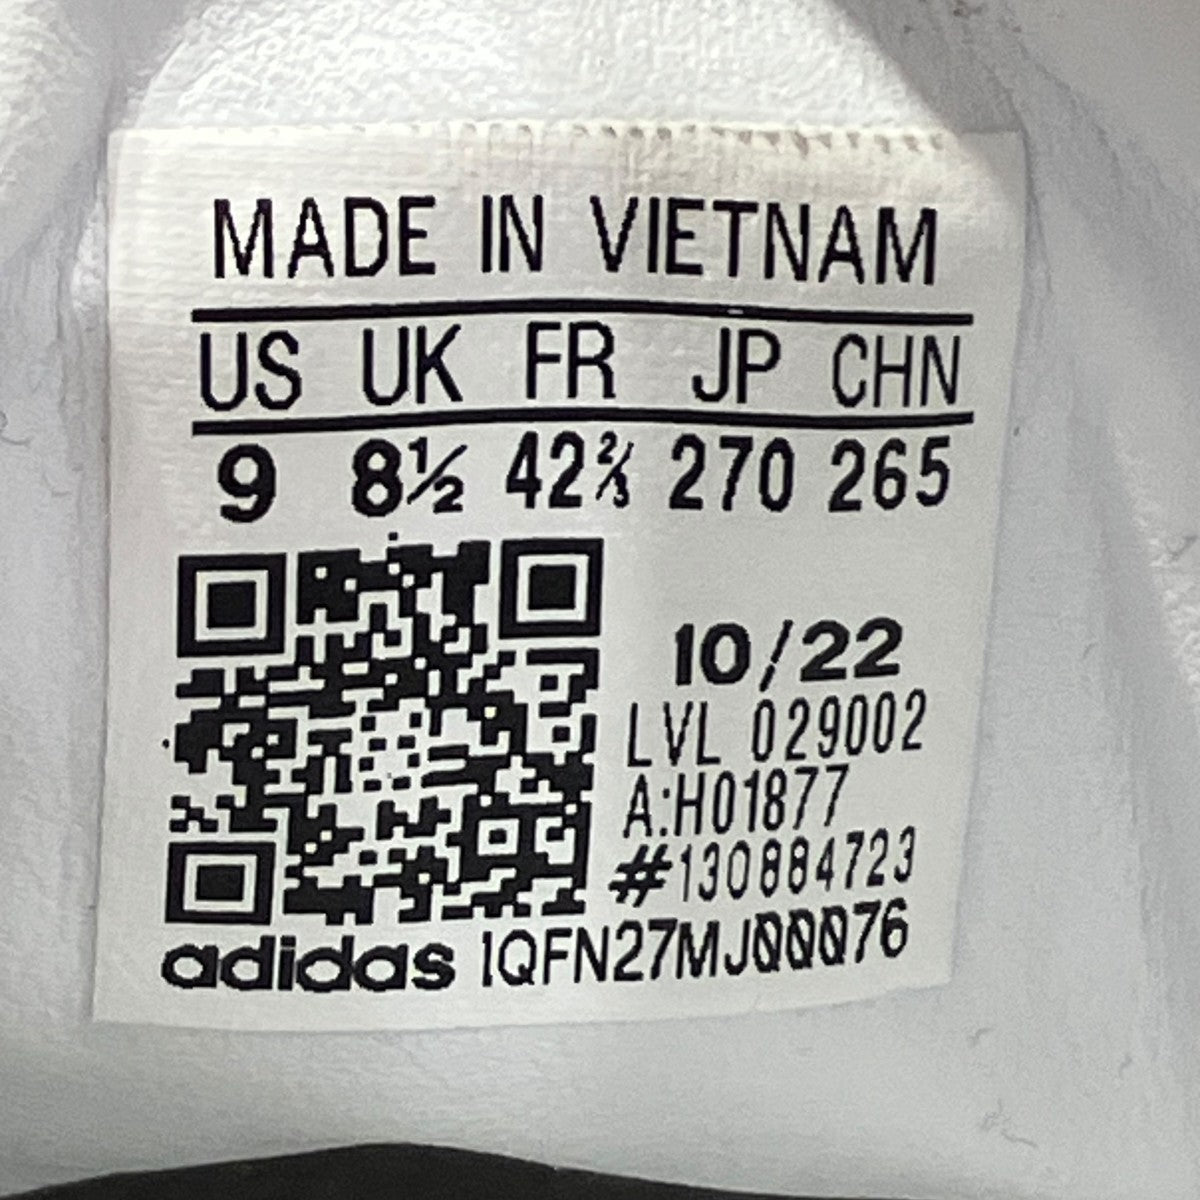 MADE IN VIETNAM
US UK FR JP CHN
9 8½ 42⅔ 270 265
10/22
LVL 029002
A:H01877
#130884723
adidas 1QFN27MJ00076